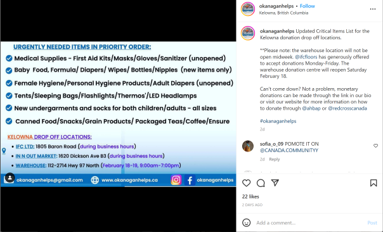 URGENTLY NEEDED ITEMS IN PRIORITY ORDER:
Medical Supplies - First Aid Kits/Masks/Gloves/Sanitizer (unopened)
Baby Food, Formula/ Diapers/ Wipes/ Bottles/Nipples (new items only)
Female Hygiene/Personal Hygiene Products/Adult Diapers (unopened)
Tents/Sleeping Bags/Flashlights/Thermos'/LED Headlamps
New undergarments and socks for both children/adults - all sizes
Canned Food/Snacks/Grain Products/ Packaged Teas/Coffee/Ensure
KELOWNA DROP OFF LOCATIONS:
IFC LTD: 1805 Baron Road (during business hours)
IN N OUT MARKET: 1620 Dickson Ave 83 (during business hours)
WAREHOUSE: 112-2714 Hwy 97 North (February 18-19, 9:00am-7:00pm)
okanaganhelps@gmail.com www.okanaganhelps.ca okanaganhelps
okanaganhelps • Follow
Kelowna, British Columbia
okanaganhelps Updated Critical Items List for the Kelowna donation drop off locations.
**Please note: the warehouse location will not be open midweek. @ifcfloors has generously offered to accept donations Monday-Friday. The warehouse donation centre will reopen Saturday February 18.
Can't come down? Not a problem, monetary donations can be made through the link in our bio or visit our website for more information on how to donate through @ahbap or @redcrosscanada
#okanaganhelps
2d
sofia_o_09 POMOTE IT ON
@CANADA.COMMUNITYY
2d Reply
22 likes
2 DAYS AGO
Add a comment...
Post